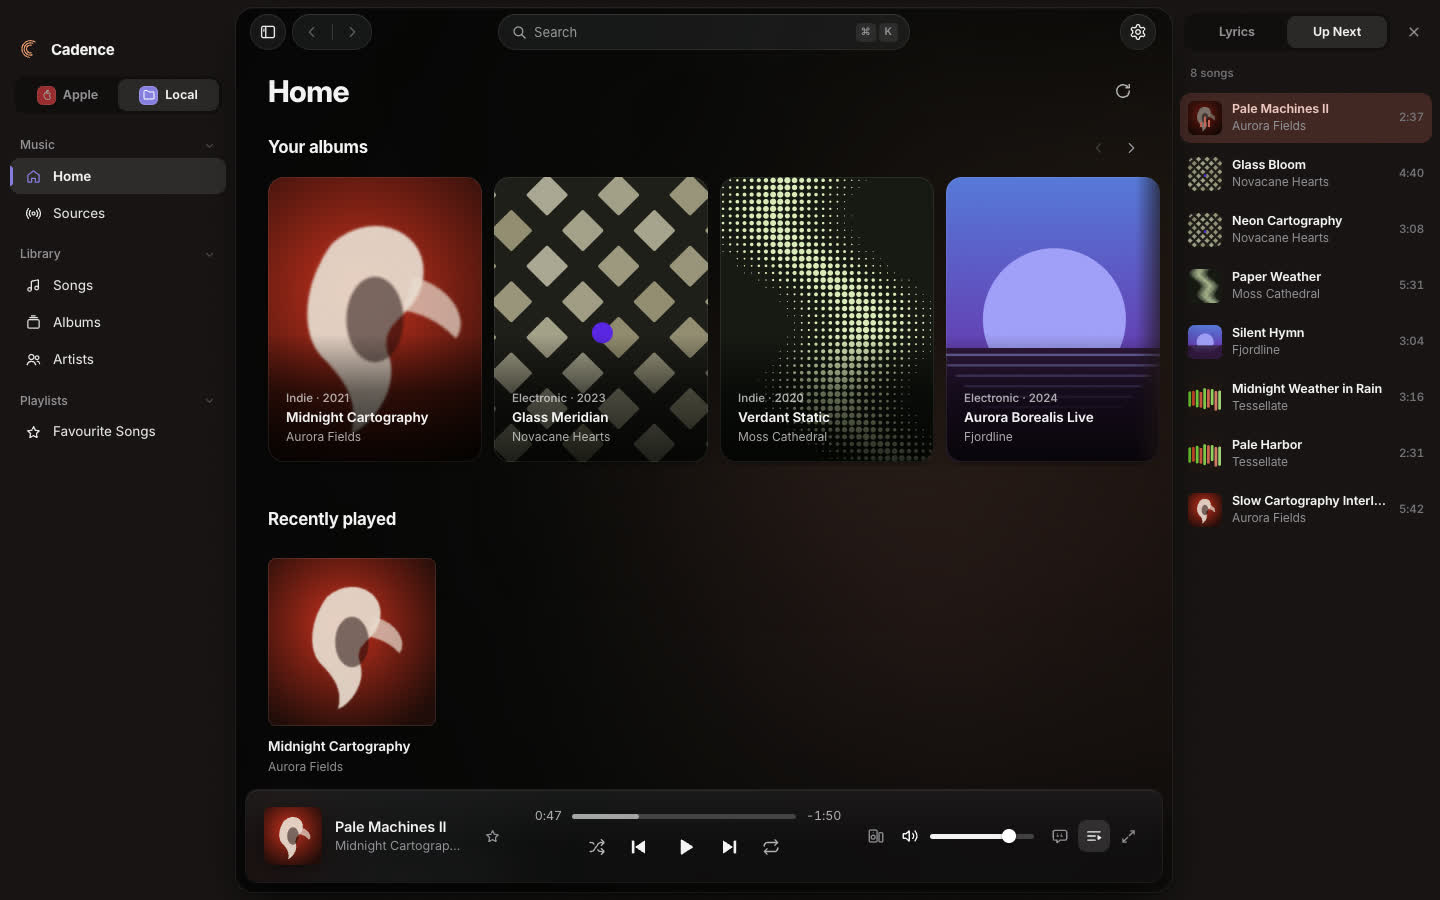 Cadence
Apple
Local
Music
Home
Sources
Library
Songs
Albums
Artists
Playlists
Favourite Songs
Search
⌘ K
Home
Your albums
Indie · 2021
Midnight Cartography
Aurora Fields
Electronic · 2023
Glass Meridian
Novacane Hearts
Indie · 2020
Verdant Static
Moss Cathedral
Electronic · 2024
Aurora Borealis Live
Fjordline
Recently played
Midnight Cartography
Aurora Fields
Pale Machines II
Midnight Cartograp...
0:47
-1:50
Lyrics
Up Next
8 songs
Pale Machines II
Aurora Fields
2:37
Glass Bloom
Novacane Hearts
4:40
Neon Cartography
Novacane Hearts
3:08
Paper Weather
Moss Cathedral
5:31
Silent Hymn
Fjordline
3:04
Midnight Weather in Rain
Tessellate
3:16
Pale Harbor
Tessellate
2:31
Slow Cartography Interl...
Aurora Fields
5:42